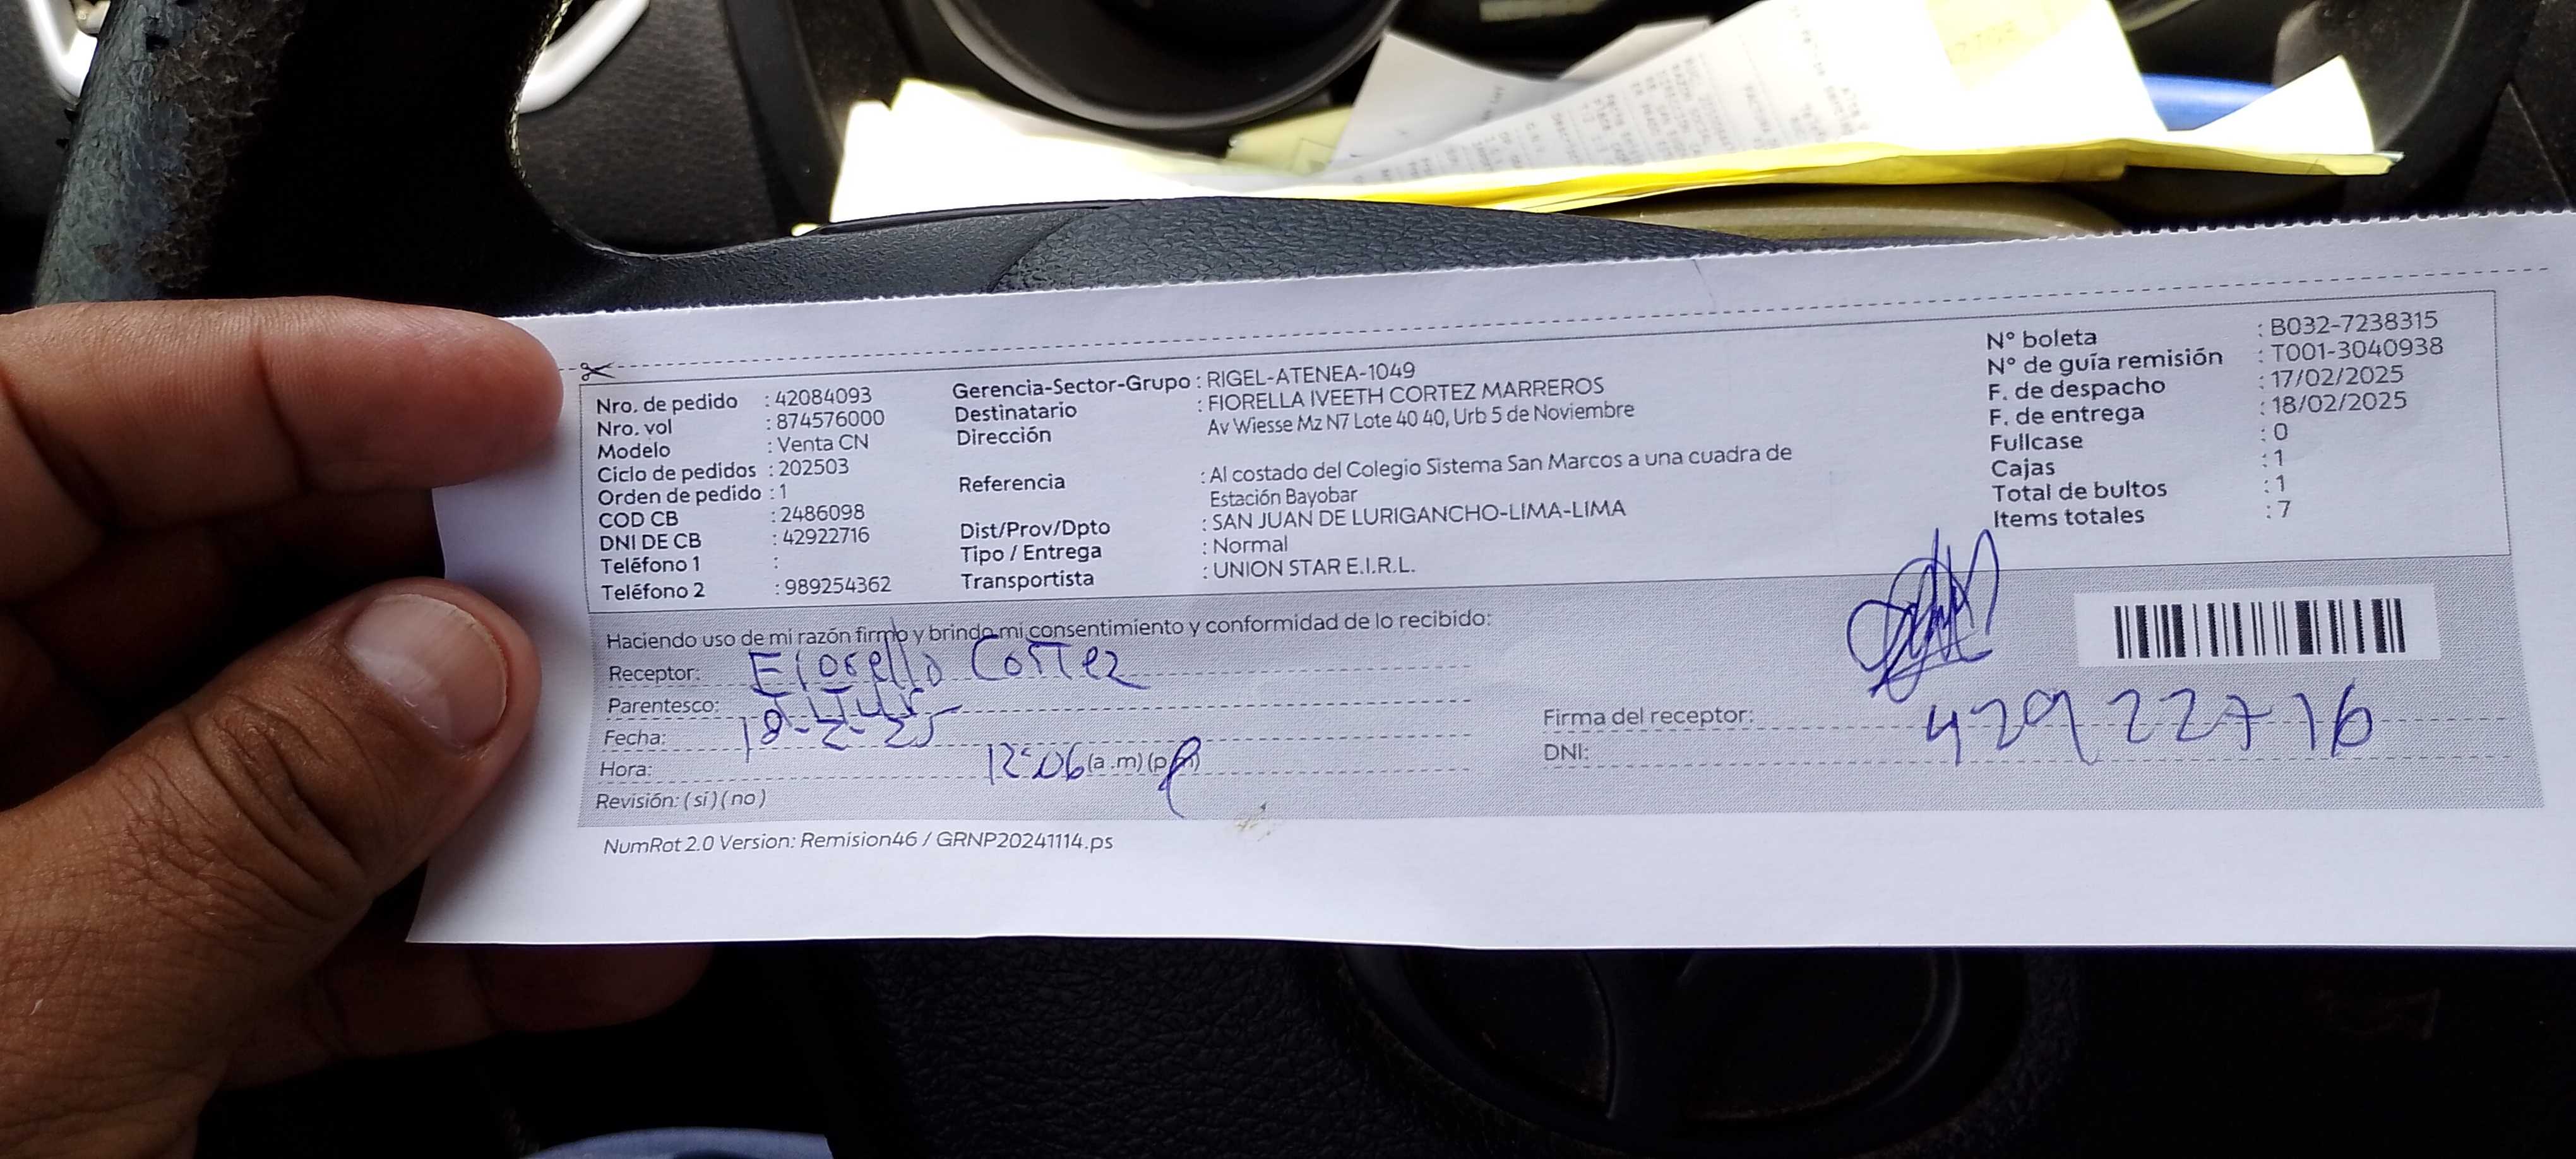 Nro. de pedido : 42084093
Nro. vol : 874576000
Modelo : Venta CN
Ciclo de pedidos : 202503
Orden de pedido : 1
COD CB : 2486098
DNI DE CB : 42922716
Teléfono 1 :
Teléfono 2 : 989254362
Gerencia-Sector-Grupo : RIGEL-ATENEA-1049
Destinatario : FIORELLA IVEETH CORTEZ MARREROS
Dirección Av Wiesse Mz N7 Lote 40 40, Urb 5 de Noviembre
Referencia : Al costado del Colegio Sistema San Marcos a una cuadra de
Estación Bayobar
Dist/Prov/Dpto : SAN JUAN DE LURIGANCHO-LIMA-LIMA
Tipo / Entrega : Normal
Transportista : UNION STAR E.I.R.L.
N° boleta : B032-7238315
N° de guía remisión : T001-3040938
F. de despacho : 17/02/2025
F. de entrega : 18/02/2025
Fullcase : 0
Cajas : 1
Total de bultos : 1
Items totales : 7
Haciendo uso de mi razón firmo y brindo mi consentimiento y conformidad de lo recibido:
Receptor: Fiorella Cortez
Parentesco:
Fecha: 18-2-25
Hora: 12:06 (a.m) (p.m)
Revisión: (si) (no)
Firma del receptor:
DNI: 42922716
NumRot 2.0 Version: Remision46 / GRNP20241114.ps